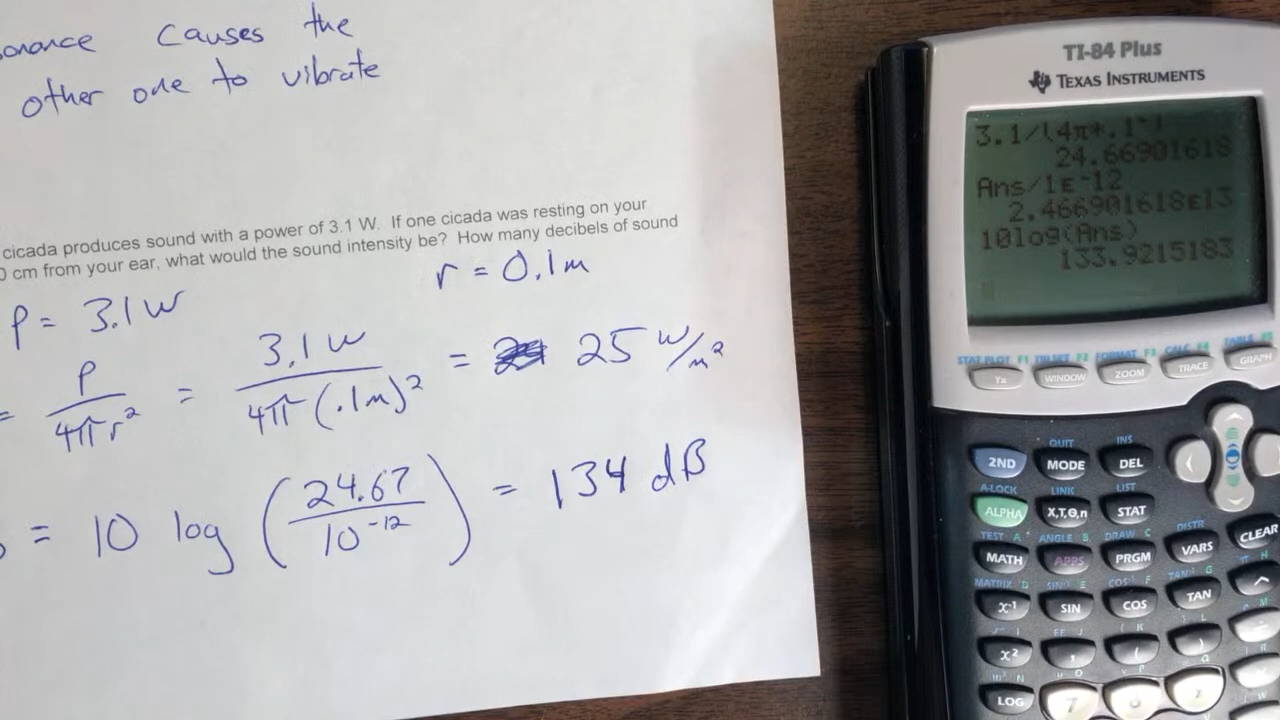 causes the
other one to vibrate
cicada produces sound with a power of 3.1 W. If one cicada was resting on your
cm from your ear, what would the sound intensity be? How many decibels of sound
r = 0.1m
P = 3.1 W
= P / 4πr² = 3.1 W / 4π (.1m)² = 25 W/m²
= 10 log (24.67 / 10⁻¹²) = 134 dB
TI-84 Plus
TEXAS INSTRUMENTS
24.66901618
Ans/1E-12
2.466901618E13
10log(Ans)
133.9215183
STAT PLOT F1 TBLSET F2 FORMAT F3 CALC F4 TABLE F5
Y= WINDOW ZOOM TRACE GRAPH
QUIT INS
2ND MODE DEL
A-LOCK LINK LIST
ALPHA X,T,Θ,n STAT
TEST A ANGLE B DRAW C DISTR
MATH APPS PRGM VARS CLEAR
MATRIX D SIN⁻¹ E COS⁻¹ F TAN⁻¹ G H
x⁻¹ SIN COS TAN ^
x² , ( )
LOG 7 8